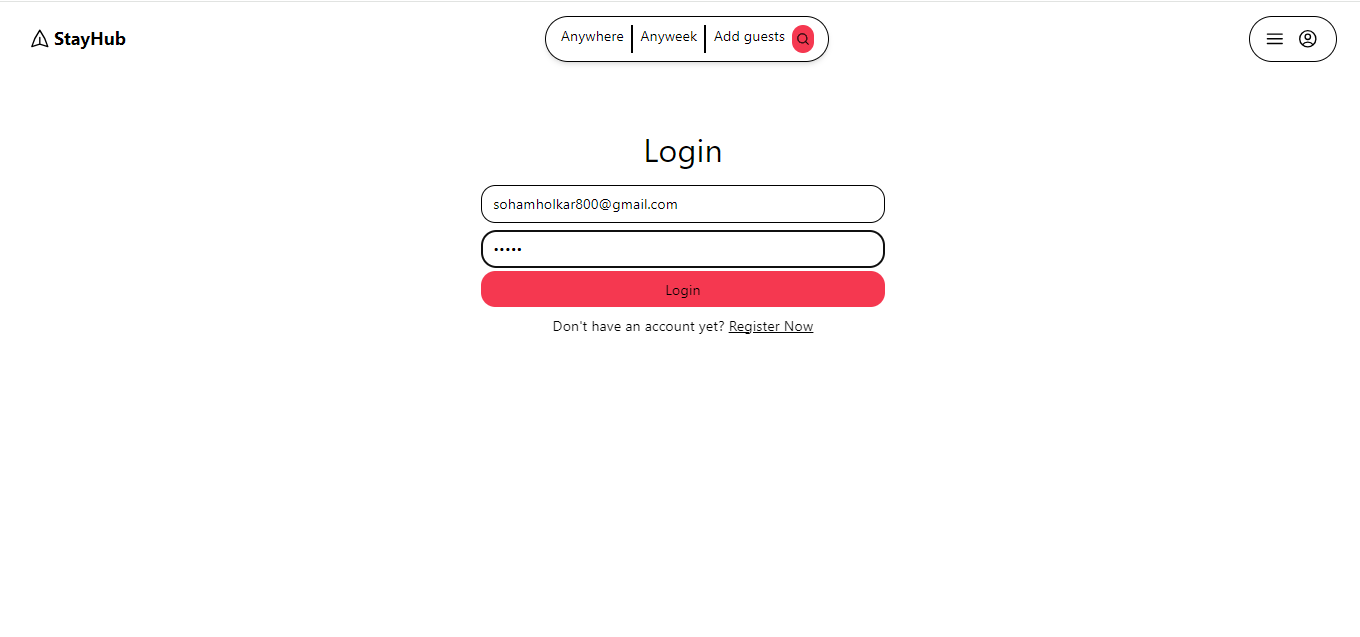 StayHub
Anywhere Anyweek Add guests
Login
sohamholkar800@gmail.com
•••••
Login
Don't have an account yet? Register Now